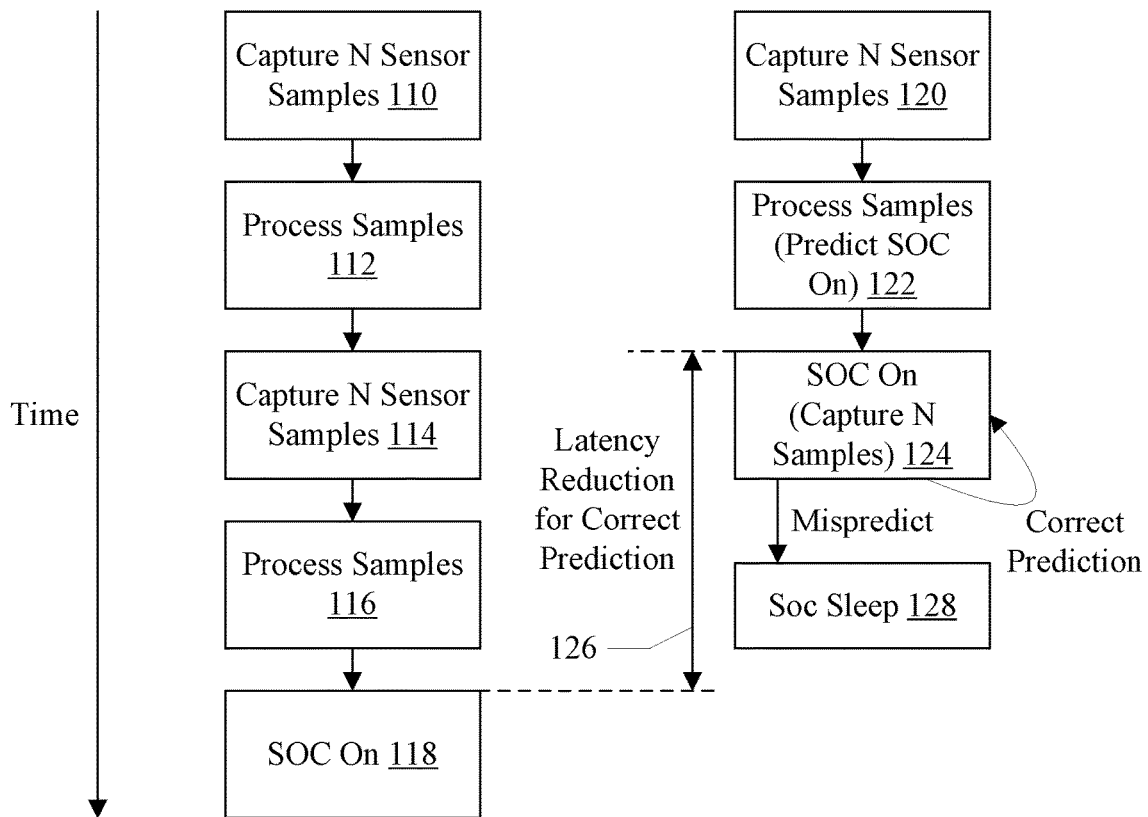 Time
Capture N Sensor
Samples 110
Process Samples
112
Capture N Sensor
Samples 114
Process Samples
116
SOC On 118
Capture N Sensor
Samples 120
Process Samples
(Predict SOC
On) 122
SOC On
(Capture N
Samples) 124
Latency
Reduction
for Correct
Prediction
126
Mispredict
Correct
Prediction
Soc Sleep 128